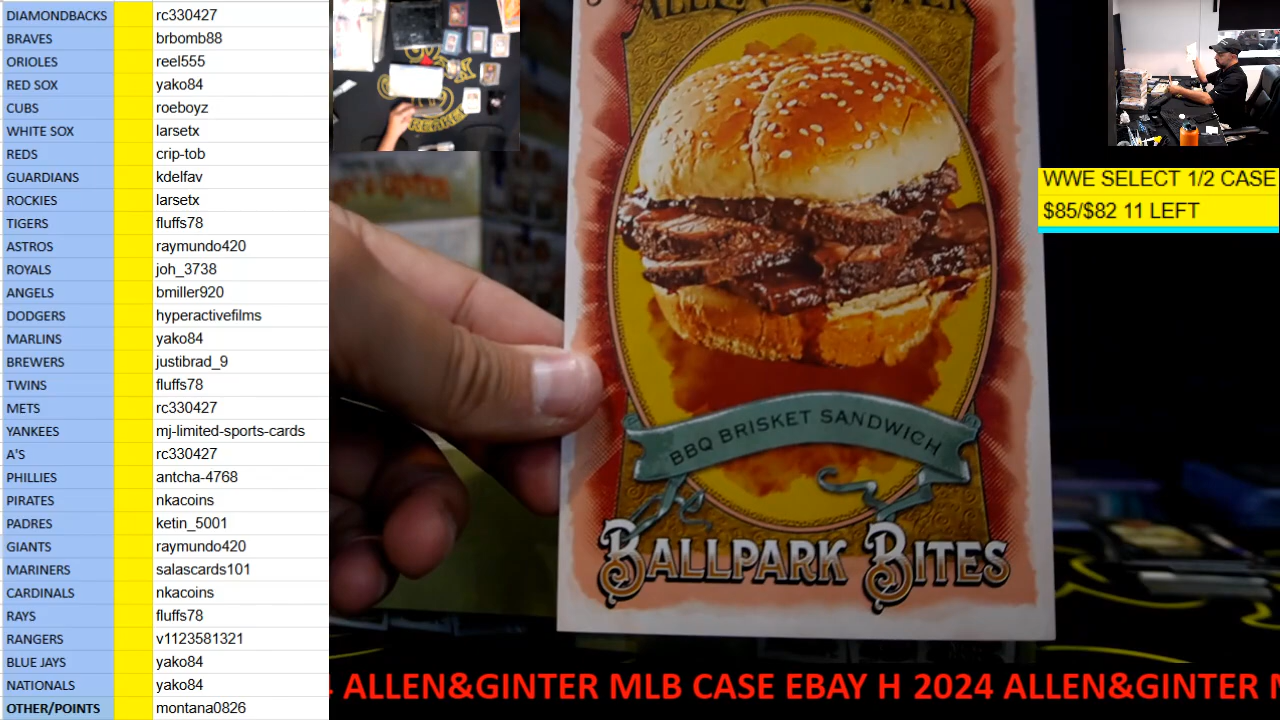 DIAMONDBACKS rc330427
BRAVES brbomb88
ORIOLES reel555
RED SOX yako84
CUBS roeboyz
WHITE SOX larsetx
REDS crip-tob
GUARDIANS kdelfav
ROCKIES larsetx
TIGERS fluffs78
ASTROS raymundo420
ROYALS joh_3738
ANGELS bmiller920
DODGERS hyperactivefilms
MARLINS yako84
BREWERS justibrad_9
TWINS fluffs78
METS rc330427
YANKEES mj-limited-sports-cards
A'S rc330427
PHILLIES antcha-4768
PIRATES nkacoins
PADRES ketin_5001
GIANTS raymundo420
MARINERS salascards101
CARDINALS nkacoins
RAYS fluffs78
RANGERS v1123581321
BLUE JAYS yako84
NATIONALS yako84
OTHER/POINTS montana0826
ALLEN & GINTER
BBQ BRISKET SANDWICH
BALLPARK BITES
WWE SELECT 1/2 CASE
$85/$82 11 LEFT
ALLEN&GINTER MLB CASE EBAY H 2024 ALLEN&GINTER